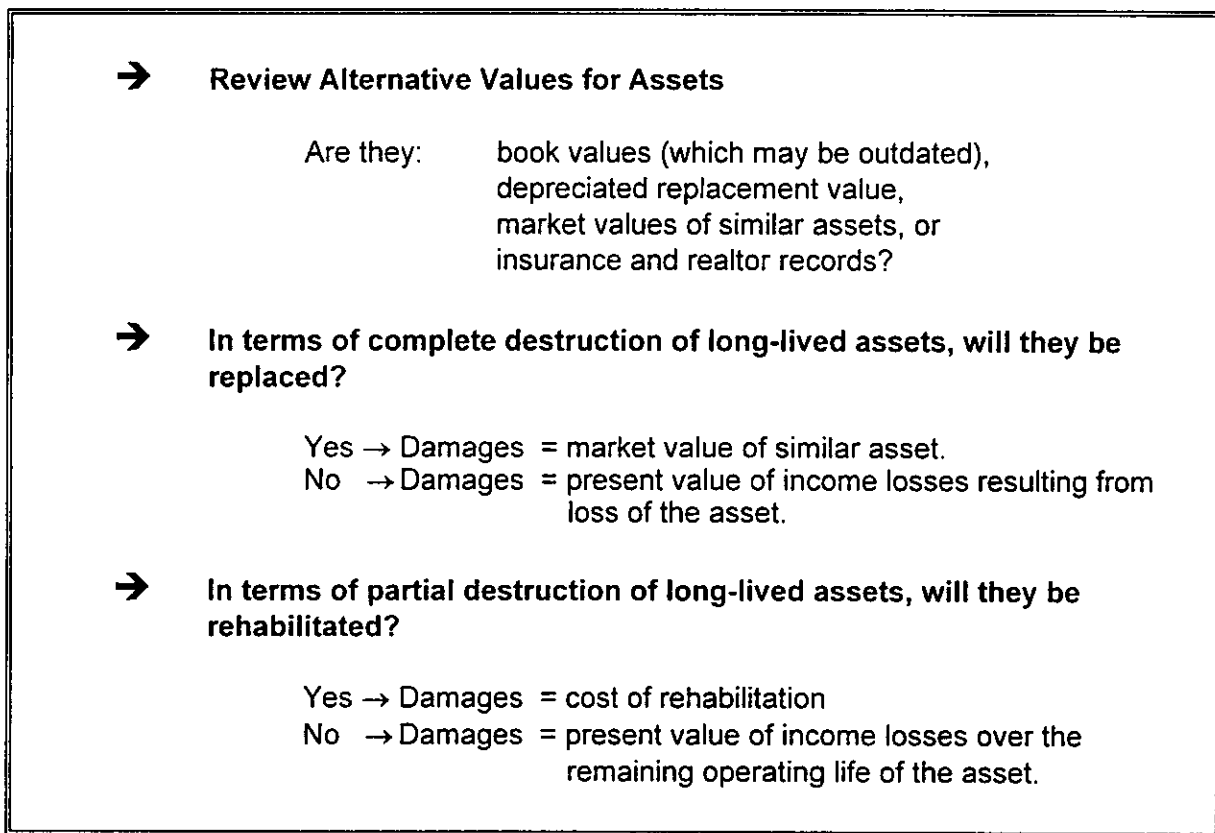 ➔ Review Alternative Values for Assets
Are they: book values (which may be outdated),
depreciated replacement value,
market values of similar assets, or
insurance and realtor records?
➔ In terms of complete destruction of long-lived assets, will they be
replaced?
Yes → Damages = market value of similar asset.
No → Damages = present value of income losses resulting from
loss of the asset.
➔ In terms of partial destruction of long-lived assets, will they be
rehabilitated?
Yes → Damages = cost of rehabilitation
No → Damages = present value of income losses over the
remaining operating life of the asset.